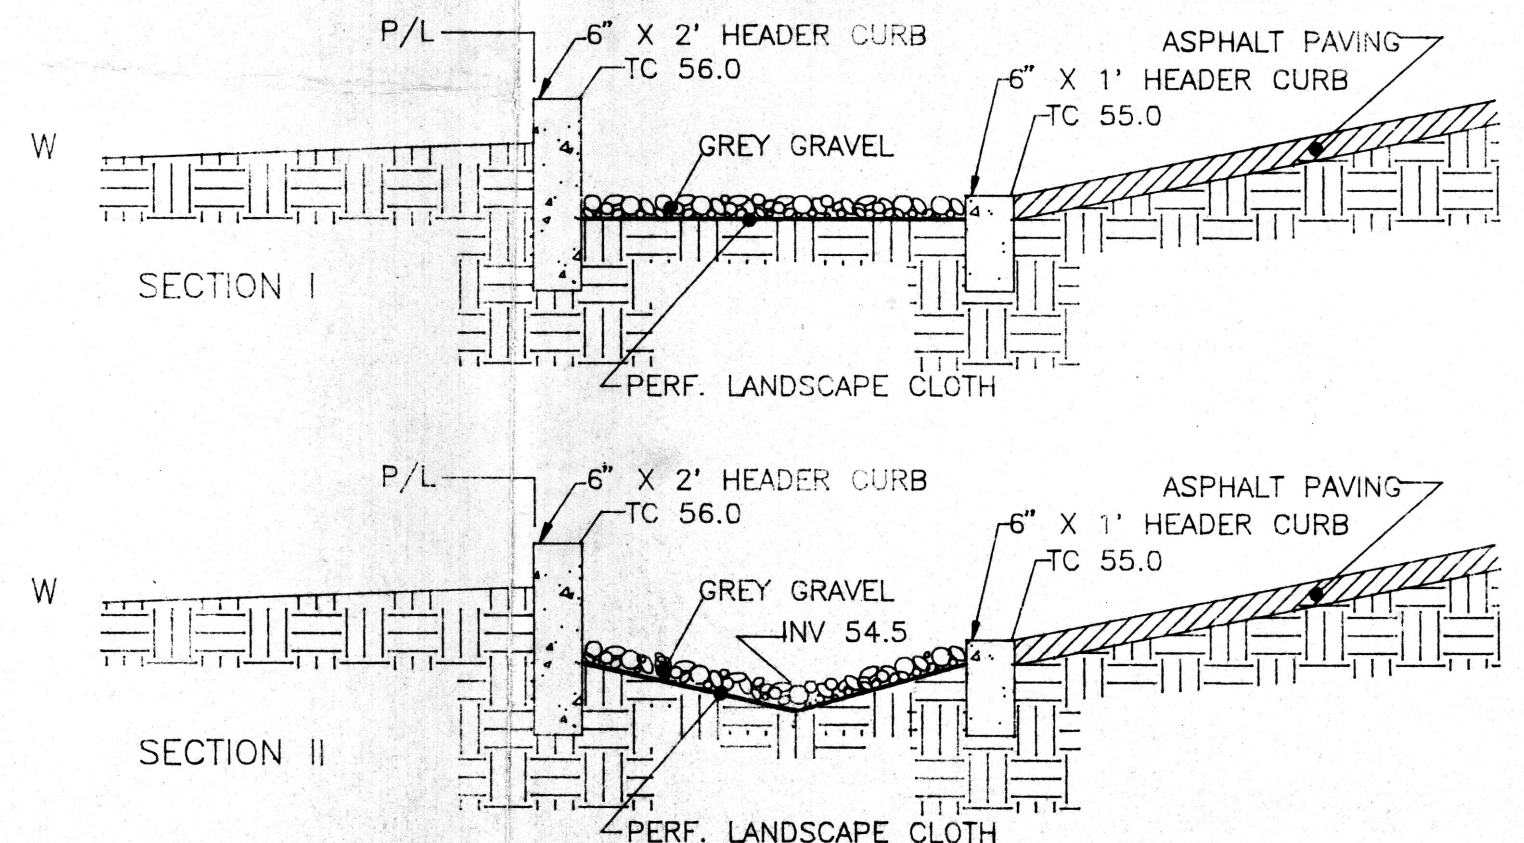 P/L
6" X 2' HEADER CURB
TC 56.0
ASPHALT PAVING
6" X 1' HEADER CURB
TC 55.0
W
GREY GRAVEL
SECTION I
PERF. LANDSCAPE CLOTH
P/L
6" X 2' HEADER CURB
TC 56.0
ASPHALT PAVING
6" X 1' HEADER CURB
TC 55.0
W
GREY GRAVEL
INV 54.5
SECTION II
PERF. LANDSCAPE CLOTH